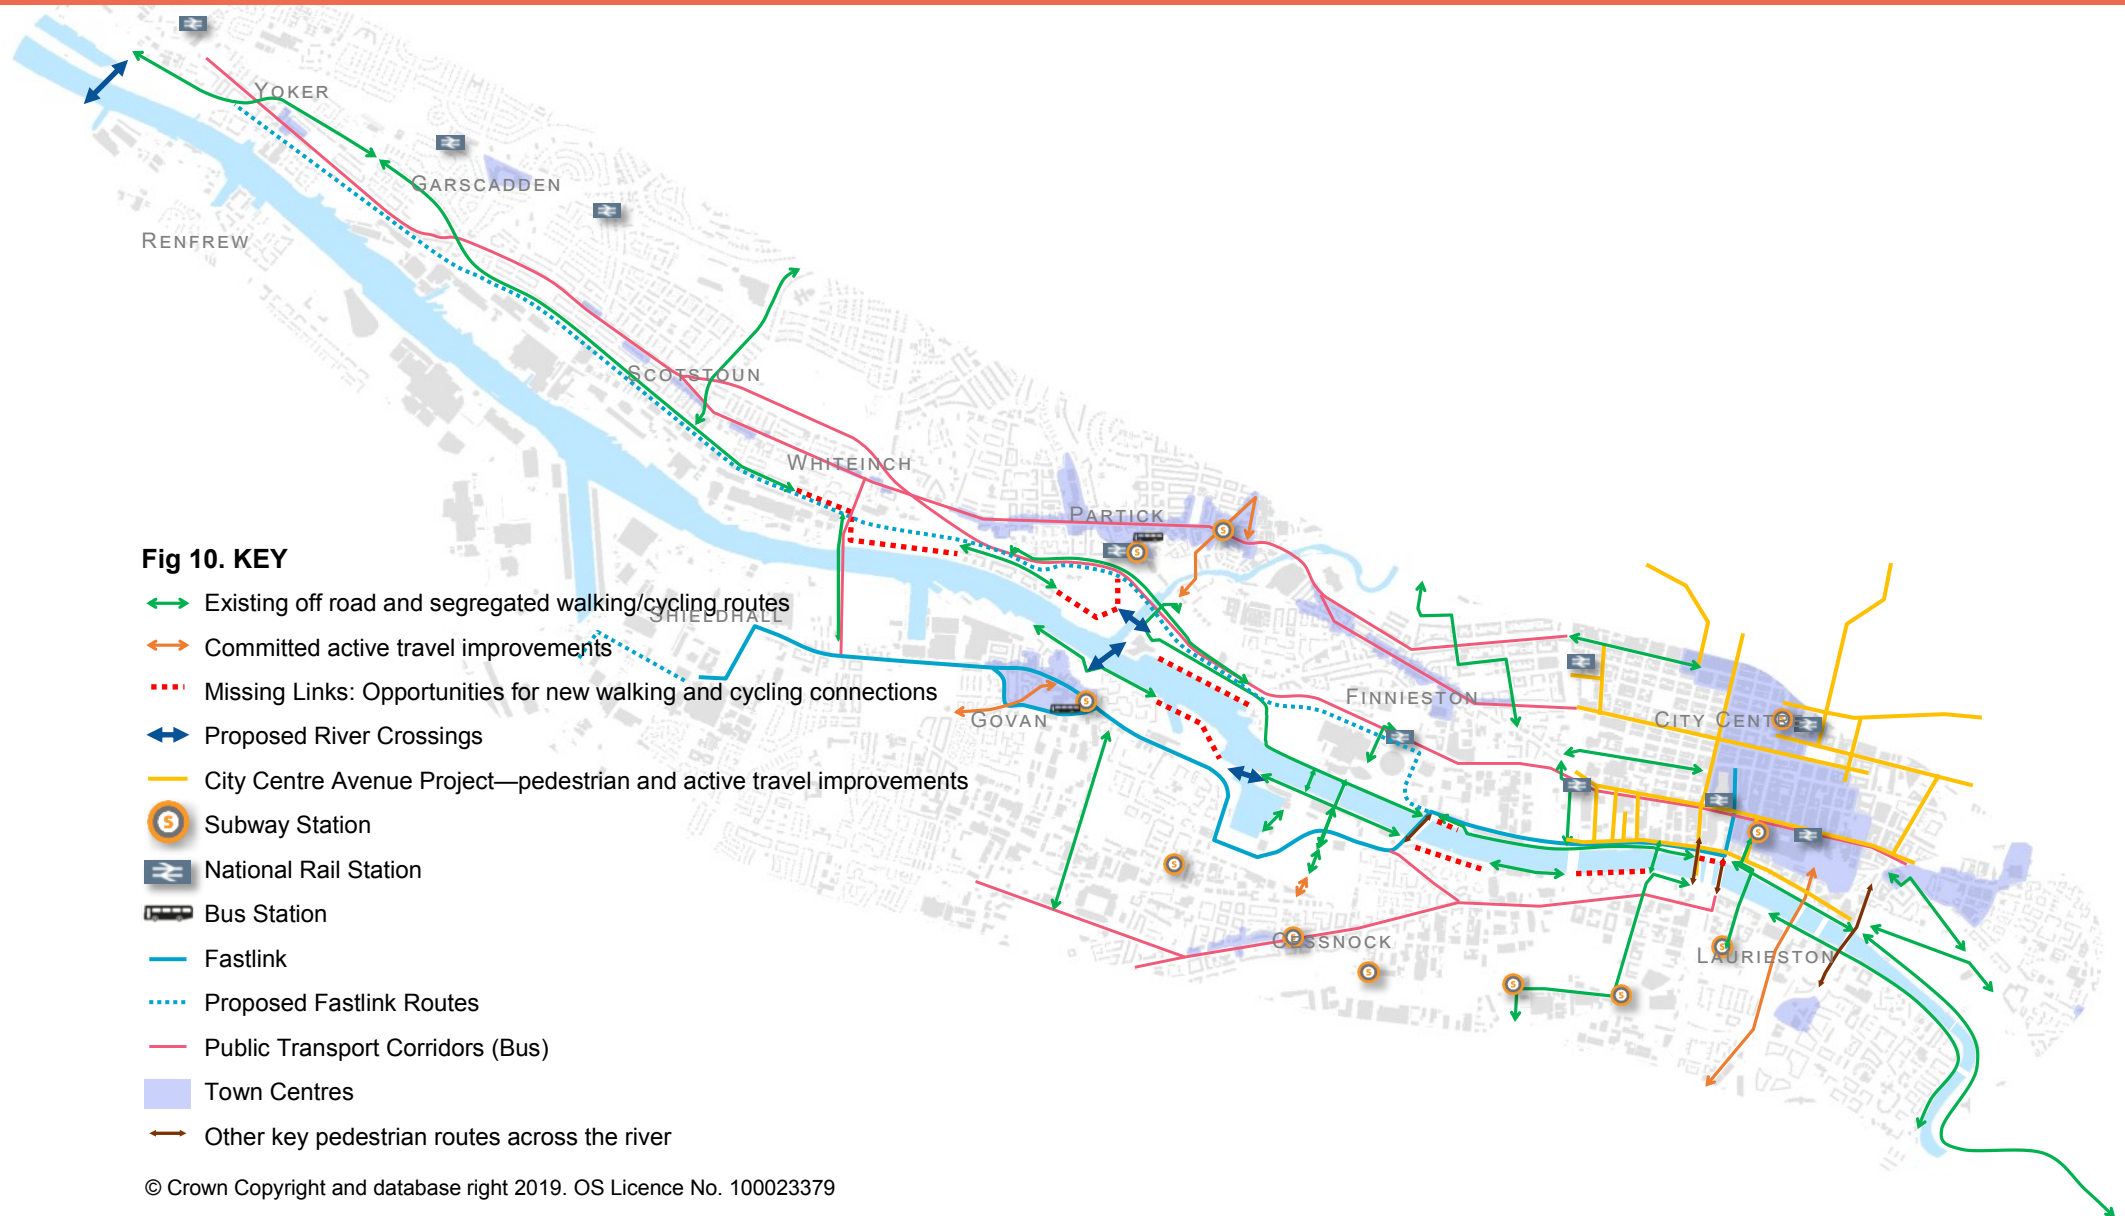 YOKER
GARSCADDEN
RENFREW
SCOTSTOUN
WHITEINCH
PARTICK
SHIELDHALL
GOVAN
FINNIESTON
CITY CENTRE
CESSNOCK
LAURIESTON
Fig 10. KEY
Existing off road and segregated walking/cycling routes
Committed active travel improvements
Missing Links: Opportunities for new walking and cycling connections
Proposed River Crossings
City Centre Avenue Project—pedestrian and active travel improvements
S Subway Station
National Rail Station
Bus Station
Fastlink
Proposed Fastlink Routes
Public Transport Corridors (Bus)
Town Centres
Other key pedestrian routes across the river
© Crown Copyright and database right 2019. OS Licence No. 100023379